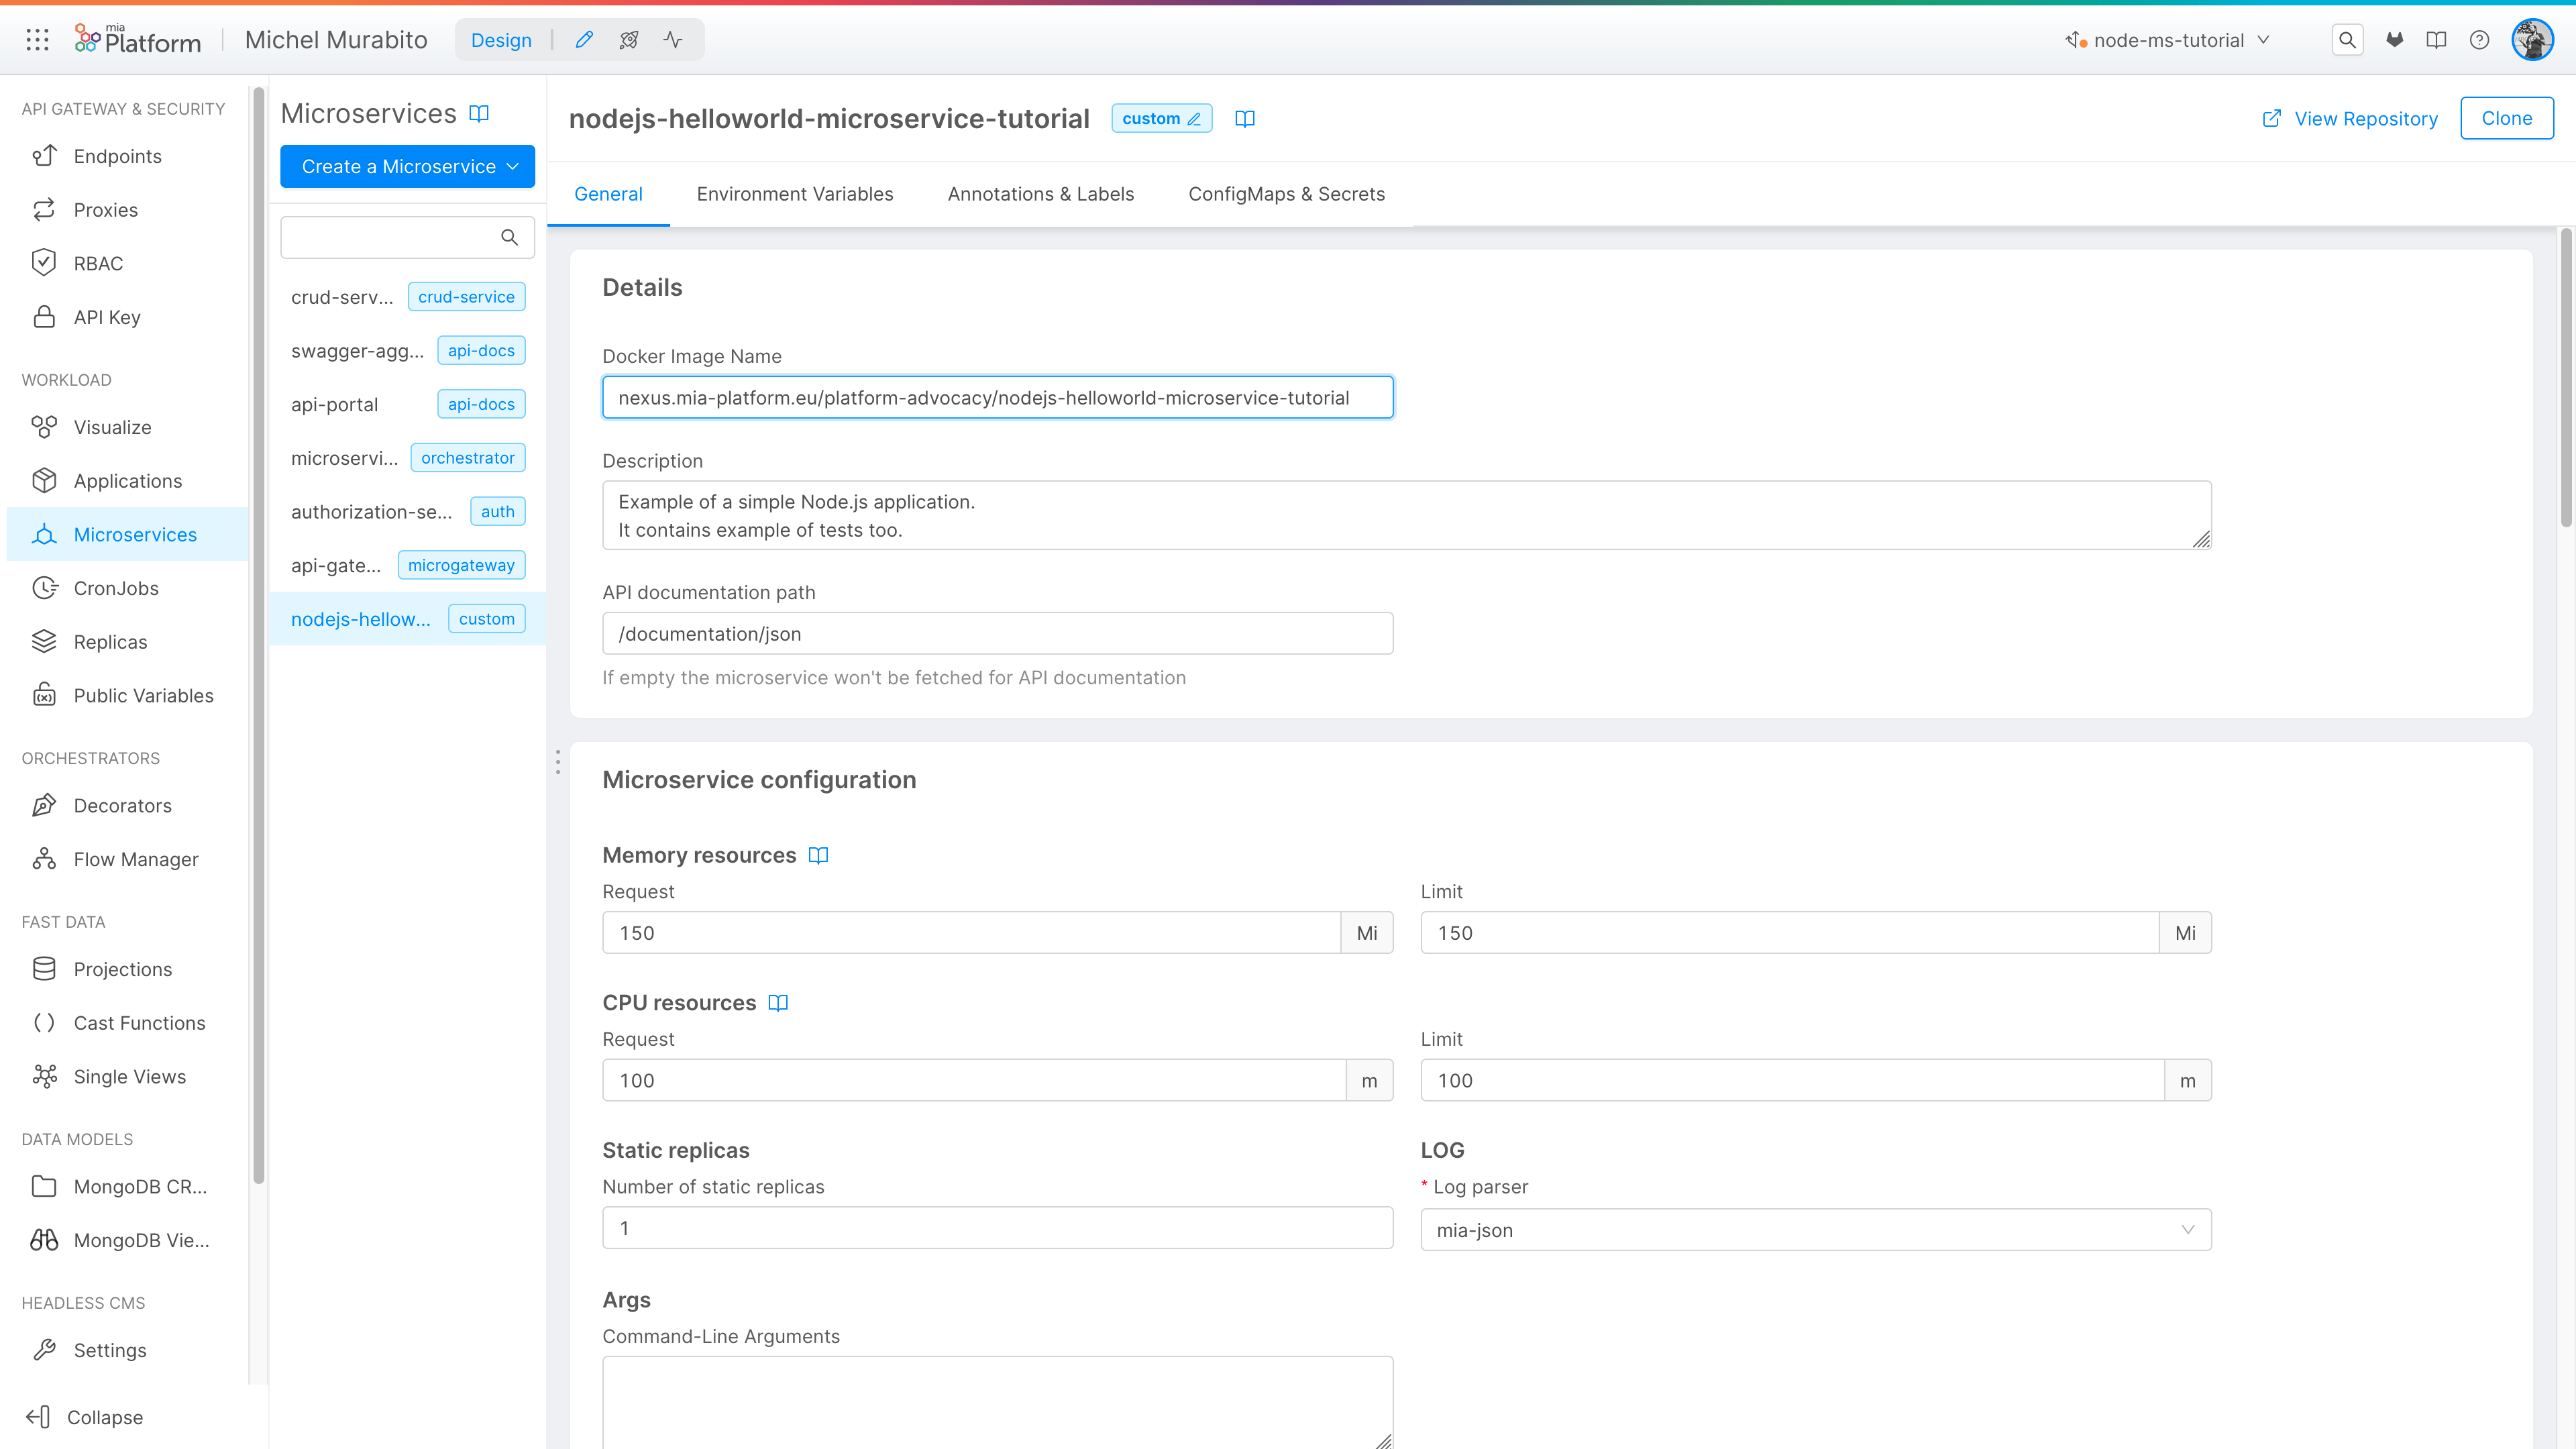 mia
Platform
Michel Murabito
Design
node-ms-tutorial
API GATEWAY & SECURITY
Endpoints
Proxies
RBAC
API Key
WORKLOAD
Visualize
Applications
Microservices
CronJobs
Replicas
Public Variables
ORCHESTRATORS
Decorators
Flow Manager
FAST DATA
Projections
Cast Functions
Single Views
DATA MODELS
MongoDB CR...
MongoDB Vie...
HEADLESS CMS
Settings
Collapse
Microservices
Create a Microservice
crud-serv... crud-service
swagger-agg... api-docs
api-portal api-docs
microservi... orchestrator
authorization-se... auth
api-gate... microgateway
nodejs-hellow... custom
nodejs-helloworld-microservice-tutorial custom
View Repository Clone
General Environment Variables Annotations & Labels ConfigMaps & Secrets
Details
Docker Image Name
nexus.mia-platform.eu/platform-advocacy/nodejs-helloworld-microservice-tutorial
Description
Example of a simple Node.js application.
It contains example of tests too.
API documentation path
/documentation/json
If empty the microservice won't be fetched for API documentation
Microservice configuration
Memory resources
Request Limit
150 Mi 150 Mi
CPU resources
Request Limit
100 m 100 m
Static replicas LOG
Number of static replicas * Log parser
1 mia-json
Args
Command-Line Arguments